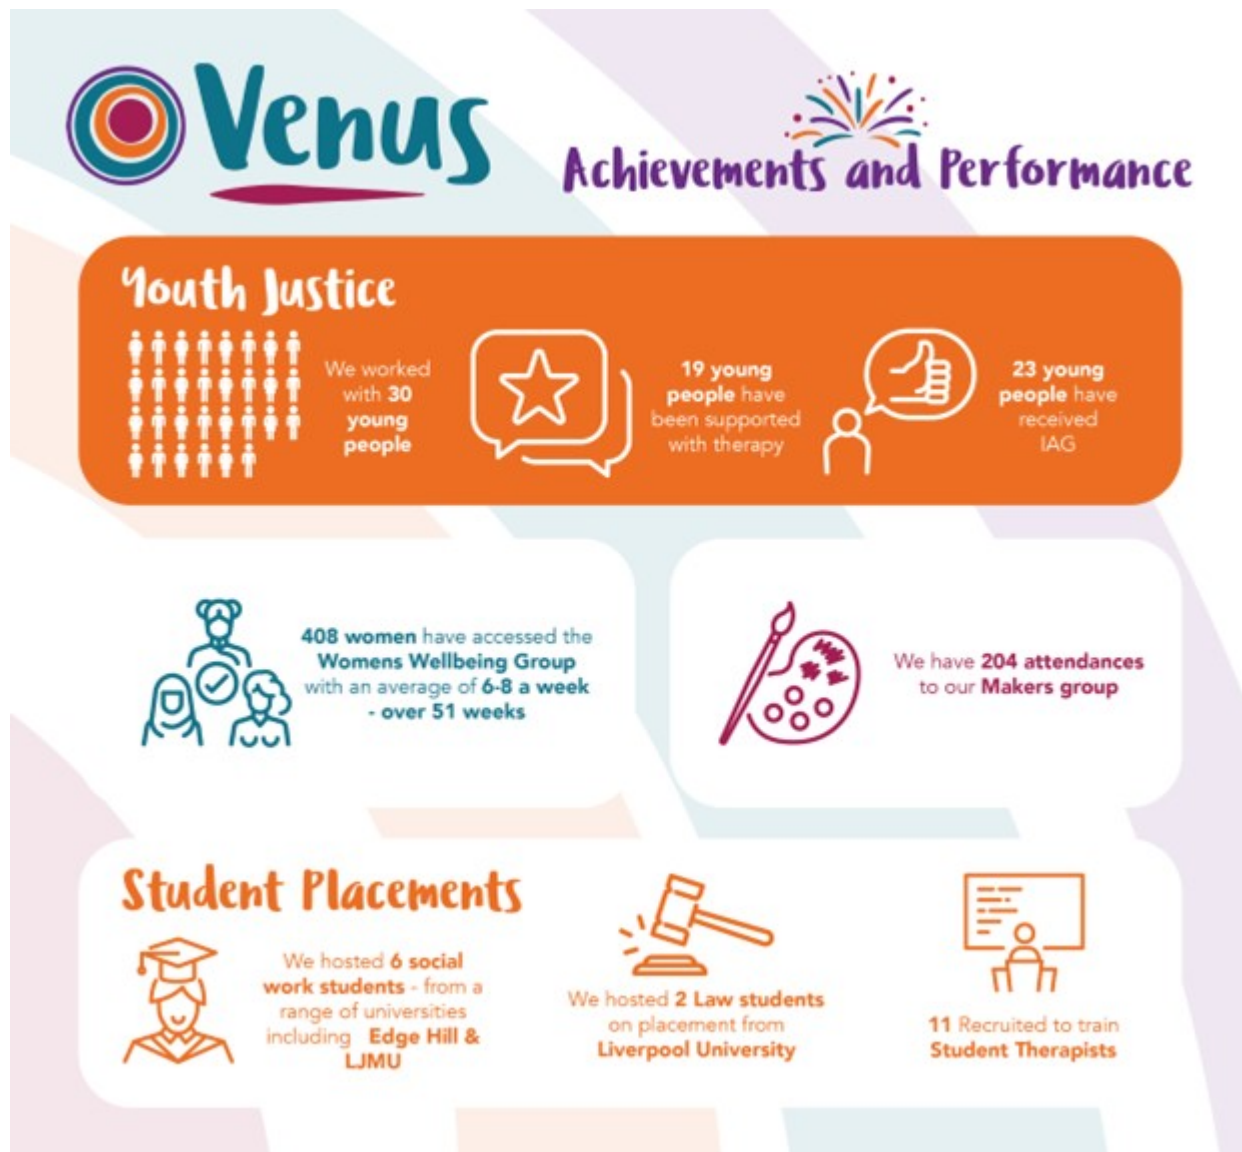 Venus
Achievements and Performance
Youth Justice
We worked
with 30
young
people
19 young
people have
been supported
with therapy
23 young
people have
received
IAG
408 women have accessed the
Womens Wellbeing Group
with an average of 6-8 a week
- over 51 weeks
We have 204 attendances
to our Makers group
Student Placements
We hosted 6 social
work students - from a
range of universities
including Edge Hill &
LJMU
We hosted 2 Law students
on placement from
Liverpool University
11 Recruited to train
Student Therapists